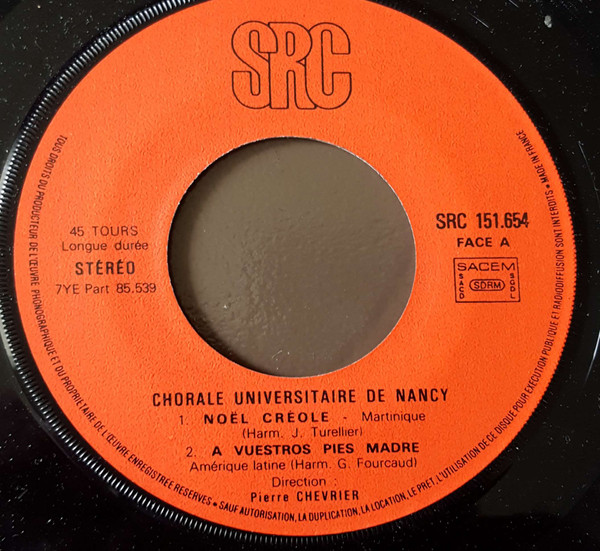 SRC
45 TOURS
Longue durée
STÉRÉO
7YE Part 85.539
SRC 151.654
FACE A
SACEM
SACD
SDRM
SGDL
CHORALE UNIVERSITAIRE DE NANCY
1. NOËL CRÉOLE - Martinique
(Harm. J. Turellier)
2. A VUESTROS PIES MADRE
Amérique latine (Harm. G. Fourcaud)
Direction :
Pierre CHEVRIER
TOUS DROITS DU PRODUCTEUR DE L'ŒUVRE PHONOGRAPHIQUE ET DU PROPRIÉTAIRE DE L'ŒUVRE ENREGISTRÉE RÉSERVÉS • SAUF AUTORISATION, LA DUPLICATION, LA LOCATION, LE PRÊT, L'UTILISATION DE CE DISQUE POUR EXÉCUTION PUBLIQUE ET RADIODIFFUSION SONT INTERDITES • MADE IN FRANCE